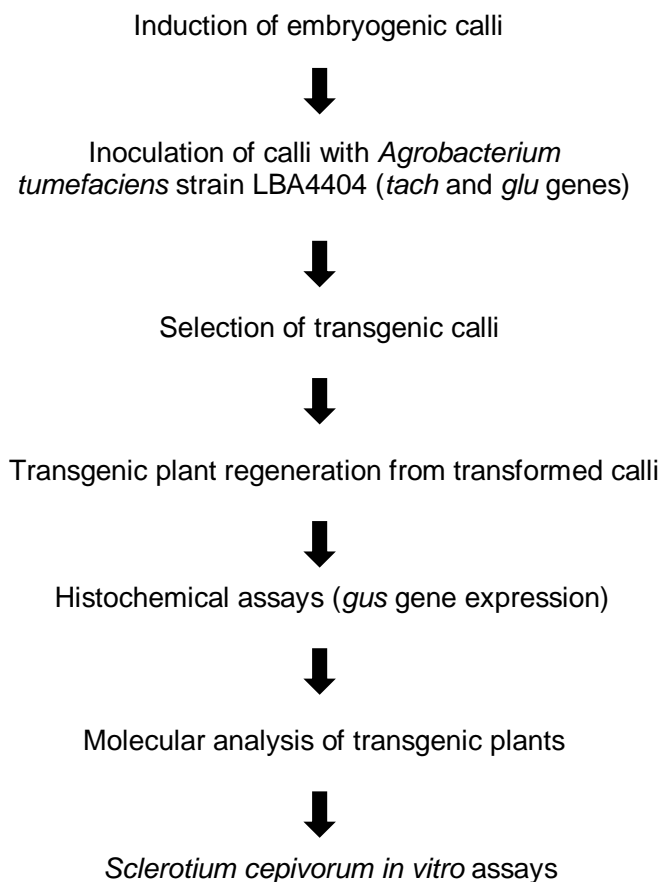 Induction of embryogenic calli
Inoculation of calli with Agrobacterium
tumefaciens strain LBA4404 (tach and glu genes)
Selection of transgenic calli
Transgenic plant regeneration from transformed calli
Histochemical assays (gus gene expression)
Molecular analysis of transgenic plants
Sclerotium cepivorum in vitro assays